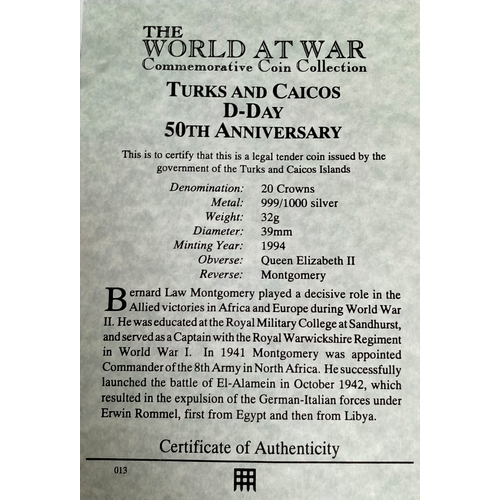 THE
WORLD AT WAR
Commemorative Coin Collection
TURKS AND CAICOS
D-DAY
50TH ANNIVERSARY
This is to certify that this is a legal tender coin issued by the
government of the Turks and Caicos Islands
Denomination: 20 Crowns
Metal: 999/1000 silver
Weight: 32g
Diameter: 39mm
Minting Year: 1994
Obverse: Queen Elizabeth II
Reverse: Montgomery
Bernard Law Montgomery played a decisive role in the
Allied victories in Africa and Europe during World War
II. He was educated at the Royal Military College at Sandhurst,
and served as a Captain with the Royal Warwickshire Regiment
in World War I. In 1941 Montgomery was appointed
Commander of the 8th Army in North Africa. He successfully
launched the battle of El-Alamein in October 1942, which
resulted in the expulsion of the German-Italian forces under
Erwin Rommel, first from Egypt and then from Libya.
Certificate of Authenticity
013